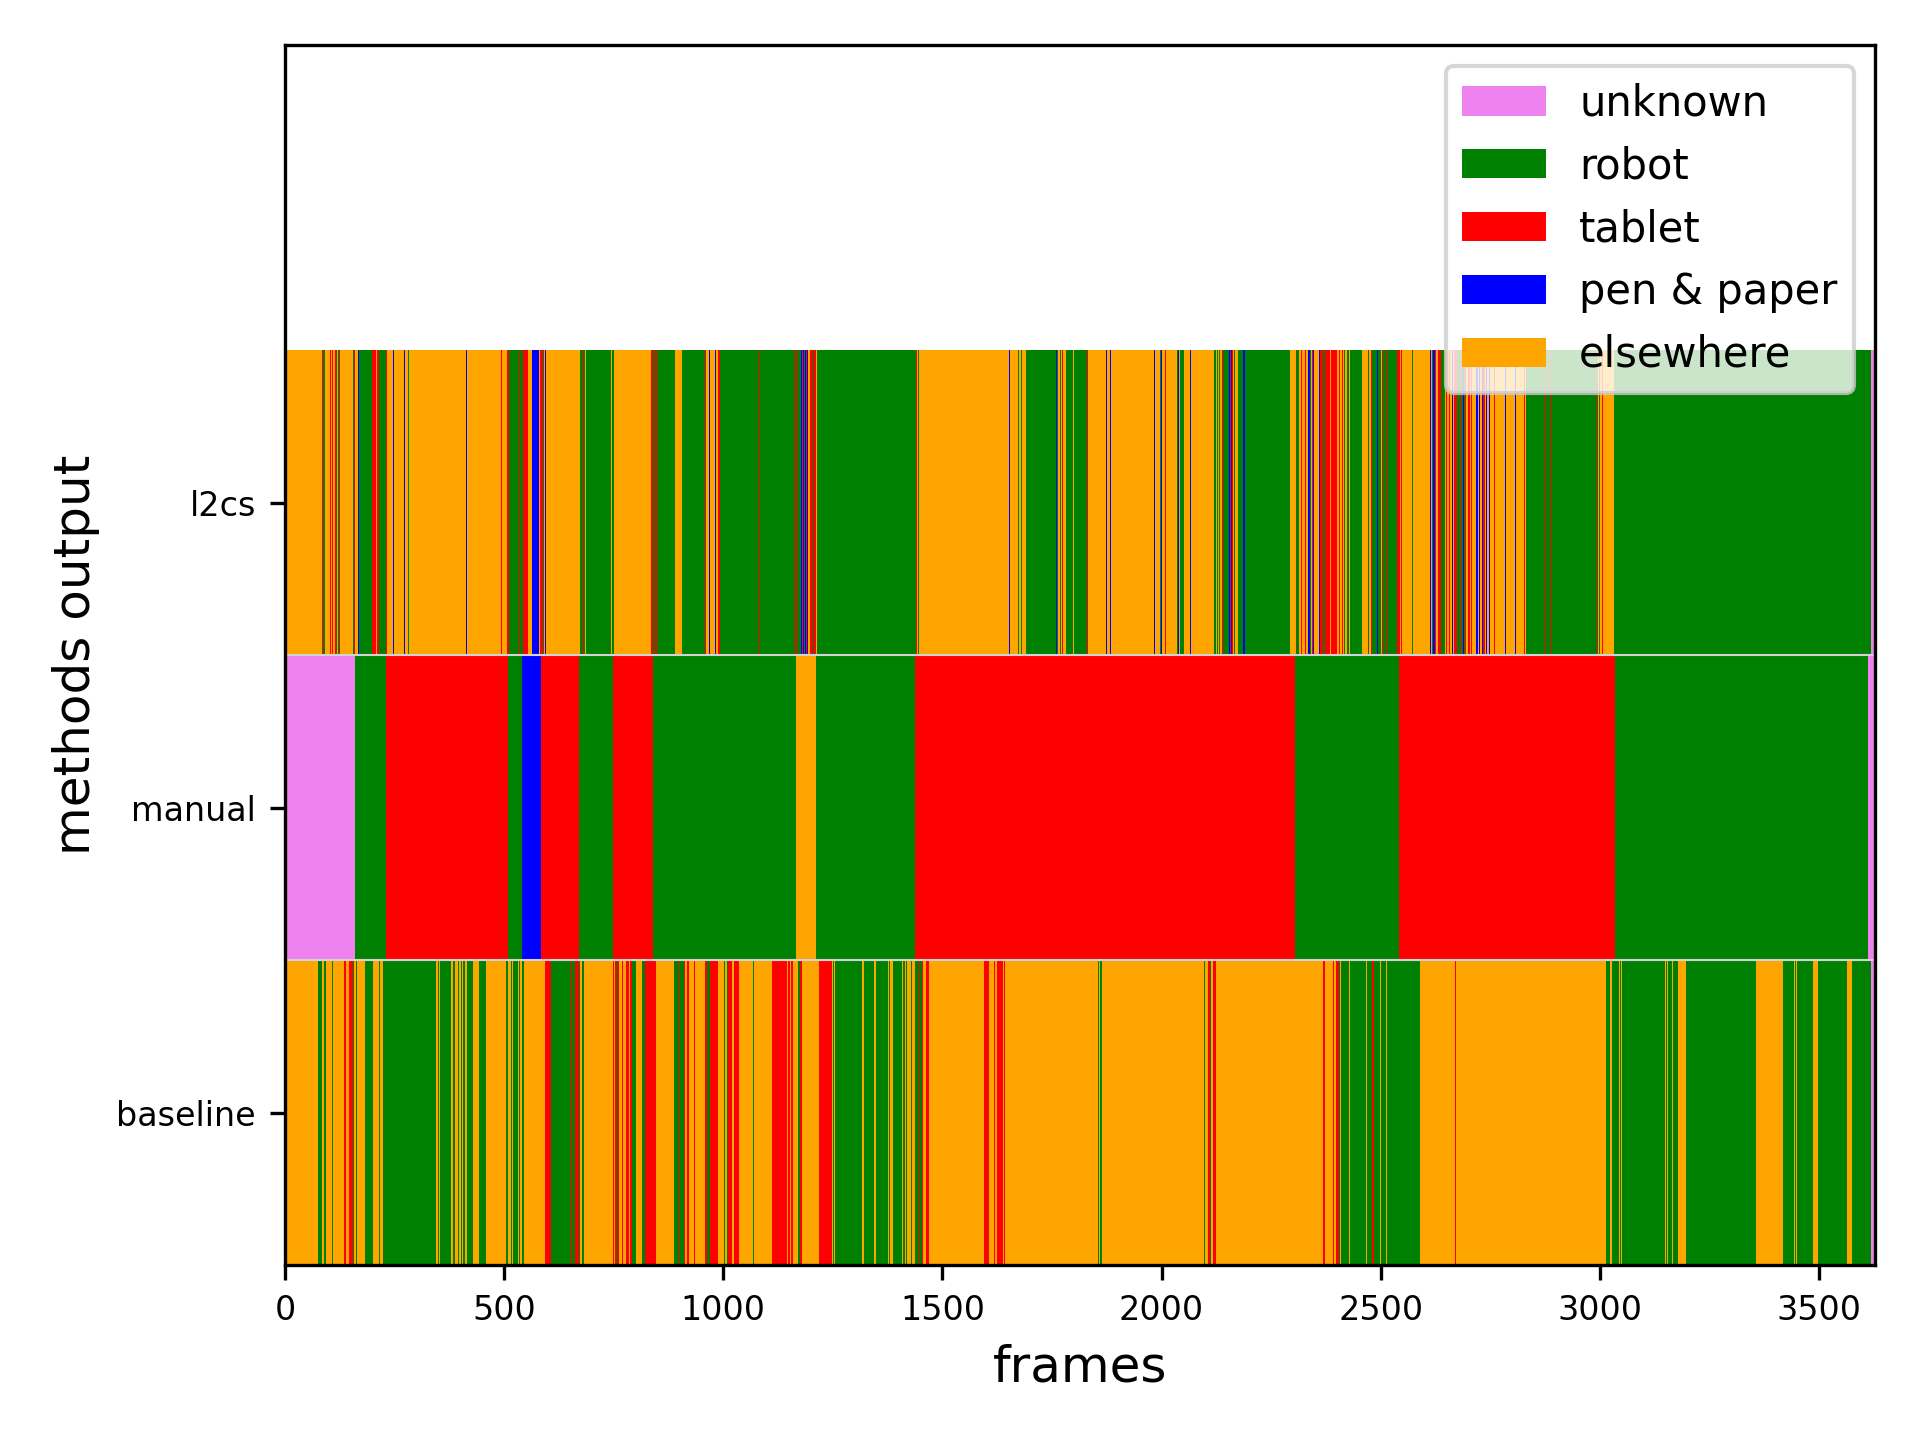 unknown
robot
tablet
pen & paper
elsewhere
methods output
l2cs
manual
baseline
0 500 1000 1500 2000 2500 3000 3500
frames